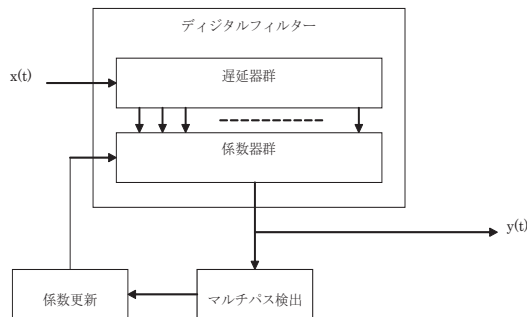 ディジタルフィルター
x(t)
遅延器群
係数器群
y(t)
係数更新
マルチパス検出